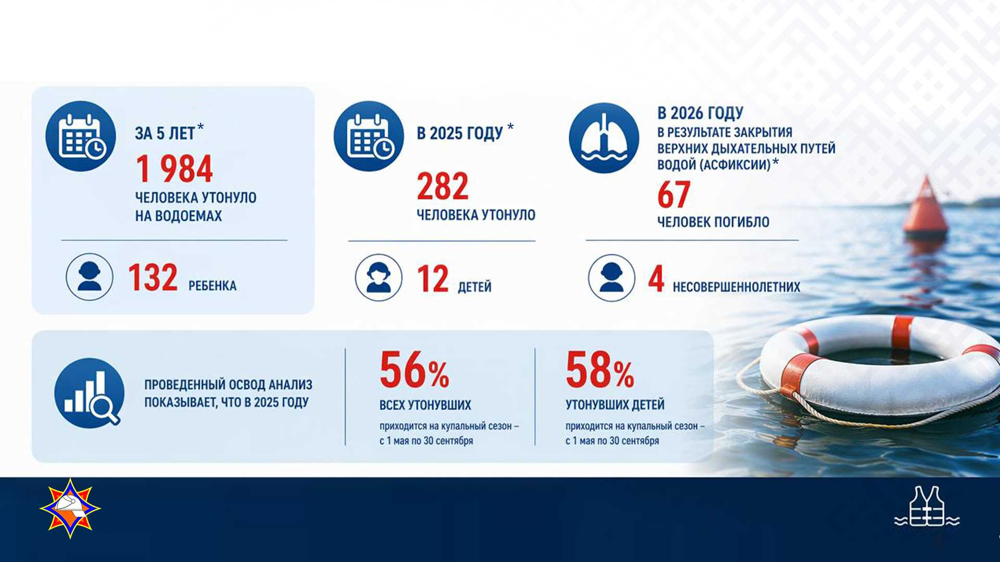 ЗА 5 ЛЕТ*
1 984
ЧЕЛОВЕКА УТОНУЛО
НА ВОДОЕМАХ
132 РЕБЕНКА
В 2025 ГОДУ *
282
ЧЕЛОВЕКА УТОНУЛО
12 ДЕТЕЙ
В 2026 ГОДУ
В РЕЗУЛЬТАТЕ ЗАКРЫТИЯ
ВЕРХНИХ ДЫХАТЕЛЬНЫХ ПУТЕЙ
ВОДОЙ (АСФИКСИИ)*
67
ЧЕЛОВЕК ПОГИБЛО
4 НЕСОВЕРШЕННОЛЕТНИХ
ПРОВЕДЕННЫЙ ОСВОД АНАЛИЗ
ПОКАЗЫВАЕТ, ЧТО В 2025 ГОДУ
56%
ВСЕХ УТОНУВШИХ
приходится на купальный сезон –
с 1 мая по 30 сентября
58%
УТОНУВШИХ ДЕТЕЙ
приходится на купальный сезон –
с 1 мая по 30 сентября